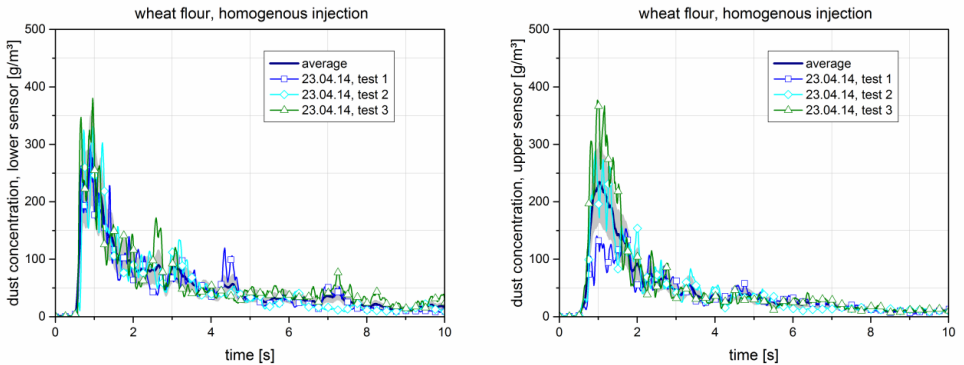 wheat flour, homogenous injection
dust concentration, lower sensor [g/m³]
500
400
300
200
100
0
average
23.04.14, test 1
23.04.14, test 2
23.04.14, test 3
0 2 4 6 8 10
time [s]
wheat flour, homogenous injection
dust concentration, upper sensor [g/m³]
500
400
300
200
100
0
average
23.04.14, test 1
23.04.14, test 2
23.04.14, test 3
0 2 4 6 8 10
time [s]